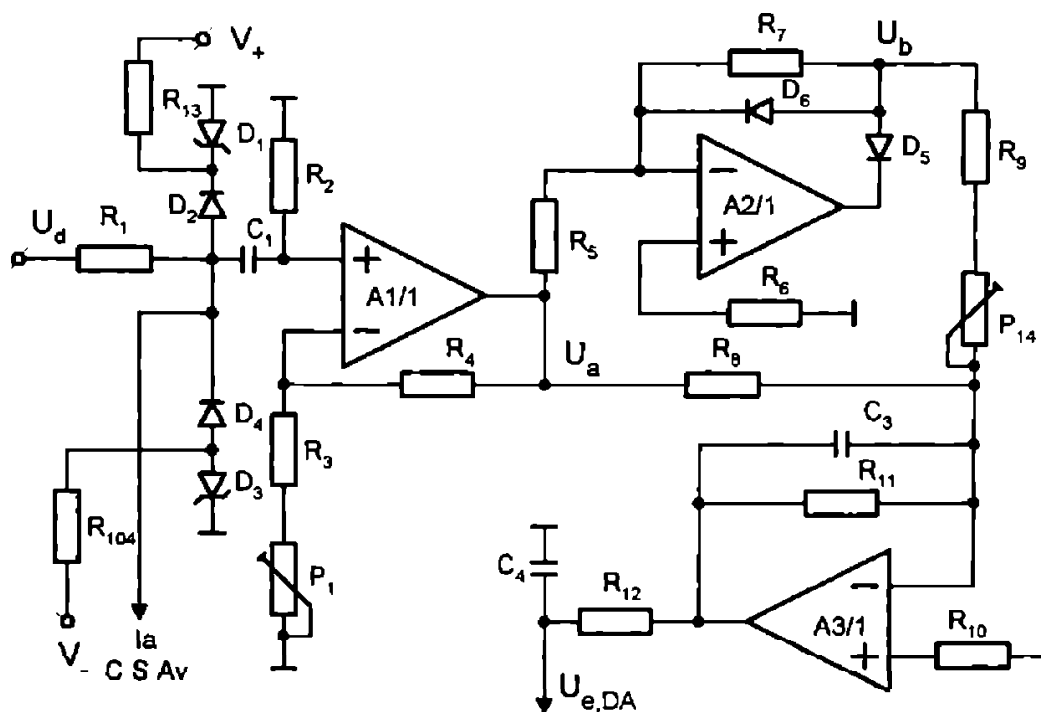 V+
R13
D1
R2
D2
Ud
R1
C1
A1/1
+
−
R4
R3
D4
D3
R104
P1
V-
Ia
C S Av
R7
Ub
D6
D5
R9
−
A2/1
+
R5
R6
P14
Ua
R8
C3
R11
C4
R12
−
A3/1
+
R10
Ue,DA